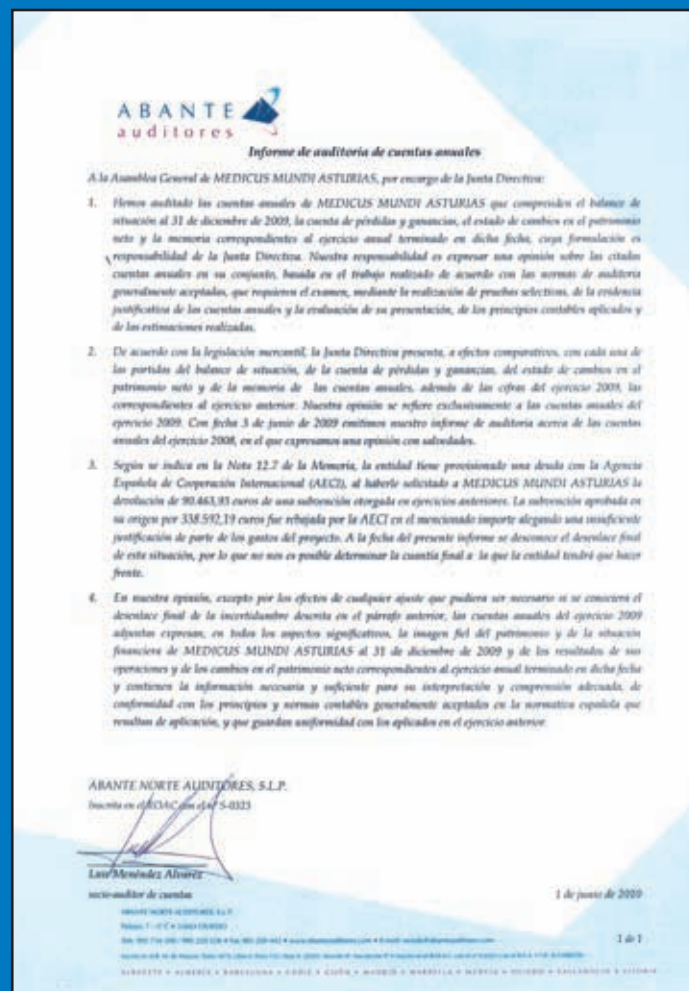 ABANTE
auditores
Informe de auditoría de cuentas anuales
A la Asamblea General de MEDICUS MUNDI ASTURIAS, por encargo de la Junta Directiva:
1. Hemos auditado las cuentas anuales de MEDICUS MUNDI ASTURIAS que comprenden el balance de
situación al 31 de diciembre de 2009, la cuenta de pérdidas y ganancias, el estado de cambios en el patrimonio
neto y la memoria correspondientes al ejercicio anual terminado en dicha fecha, cuya formulación es
responsabilidad de la Junta Directiva. Nuestra responsabilidad es expresar una opinión sobre las citadas
cuentas anuales en su conjunto, basada en el trabajo realizado de acuerdo con las normas de auditoría
generalmente aceptadas, que requieren el examen, mediante la realización de pruebas selectivas, de la evidencia
justificativa de las cuentas anuales y la evaluación de su presentación, de los principios contables aplicados y
de las estimaciones realizadas.
2. De acuerdo con la legislación mercantil, la Junta Directiva presenta, a efectos comparativos, con cada una de
las partidas del balance de situación, de la cuenta de pérdidas y ganancias, del estado de cambios en el
patrimonio neto y de la memoria de las cuentas anuales, además de las cifras del ejercicio 2009, las
correspondientes al ejercicio anterior. Nuestra opinión se refiere exclusivamente a las cuentas anuales del
ejercicio 2009. Con fecha 3 de junio de 2009 emitimos nuestro informe de auditoría acerca de las cuentas
anuales del ejercicio 2008, en el que expresamos una opinión con salvedades.
3. Según se indica en la Nota 12.7 de la Memoria, la entidad tiene provisionado una deuda con la Agencia
Española de Cooperación Internacional (AECI), al haberle solicitado a MEDICUS MUNDI ASTURIAS la
devolución de 90.463,93 euros de una subvención otorgada en ejercicios anteriores. La subvención aprobada en
su origen por 338.592,19 euros fue rebajada por la AECI en el mencionado importe alegando una insuficiente
justificación de parte de los gastos del proyecto. A la fecha del presente informe se desconoce el desenlace final
de esta situación, por lo que no nos es posible determinar la cuantía final a la que la entidad tendrá que hacer
frente.
4. En nuestra opinión, excepto por los efectos de cualquier ajuste que pudiera ser necesario si se conociera el
desenlace final de la incertidumbre descrita en el párrafo anterior, las cuentas anuales del ejercicio 2009
adjuntas expresan, en todos los aspectos significativos, la imagen fiel del patrimonio y de la situación
financiera de MEDICUS MUNDI ASTURIAS al 31 de diciembre de 2009 y de los resultados de sus
operaciones y de los cambios en el patrimonio neto correspondientes al ejercicio anual terminado en dicha fecha
y contienen la información necesaria y suficiente para su interpretación y comprensión adecuada, de
conformidad con los principios y normas contables generalmente aceptados en la normativa española que
resultan de aplicación, y que guardan uniformidad con los aplicados en el ejercicio anterior.
ABANTE NORTE AUDITORES, S.L.P.
Inscrita en el ROAC con el nº S-0323
Luis Menéndez Alvarez
socio-auditor de cuentas
1 de junio de 2010
ABANTE NORTE AUDITORES S.L.P.
1 de 1
ALBACETE • ALMERÍA • BARCELONA • CÁDIZ • GIJÓN • MADRID • MARBELLA • MURCIA • OVIEDO • VALLADOLID • VITORIA